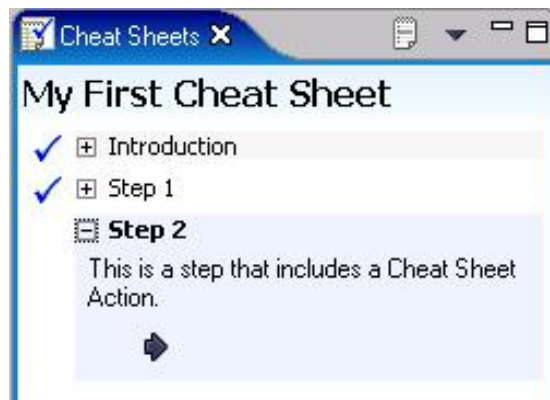 Cheat Sheets
My First Cheat Sheet
Introduction
Step 1
Step 2
This is a step that includes a Cheat Sheet
Action.